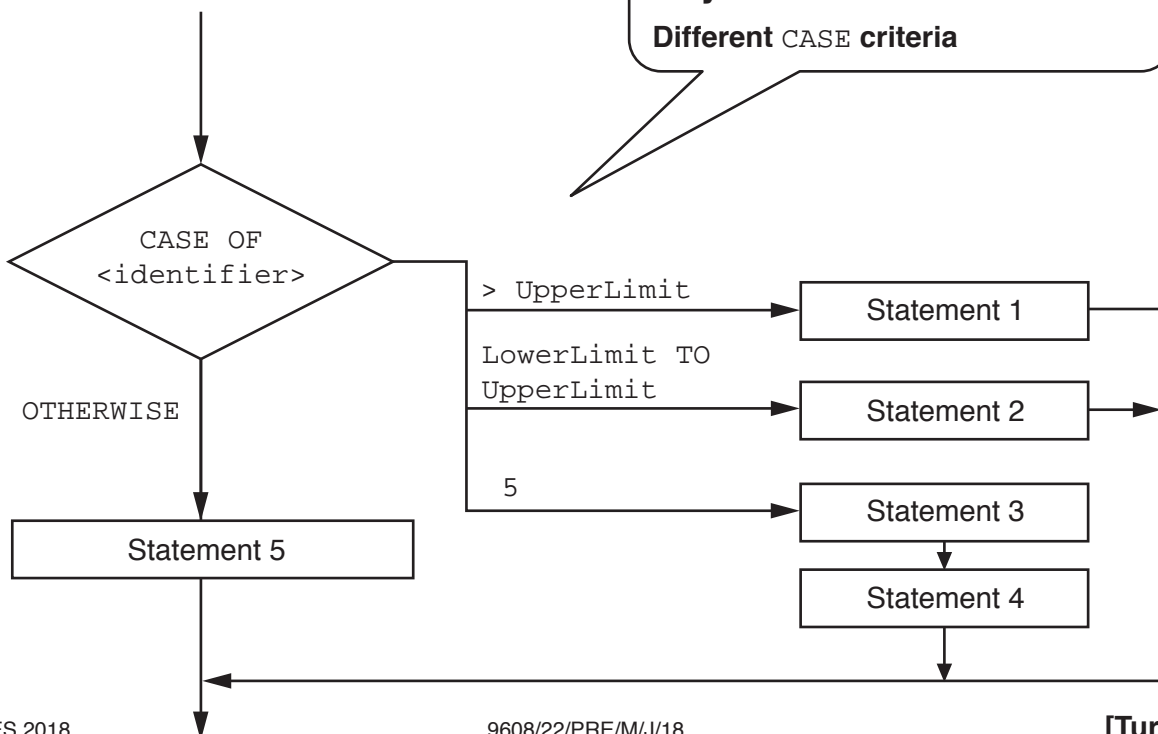 Different CASE criteria
CASE OF
<identifier>
> UpperLimit
Statement 1
LowerLimit TO
UpperLimit
OTHERWISE
Statement 2
5
Statement 3
Statement 5
Statement 4
2018
9608/22/PRE/M/J/18